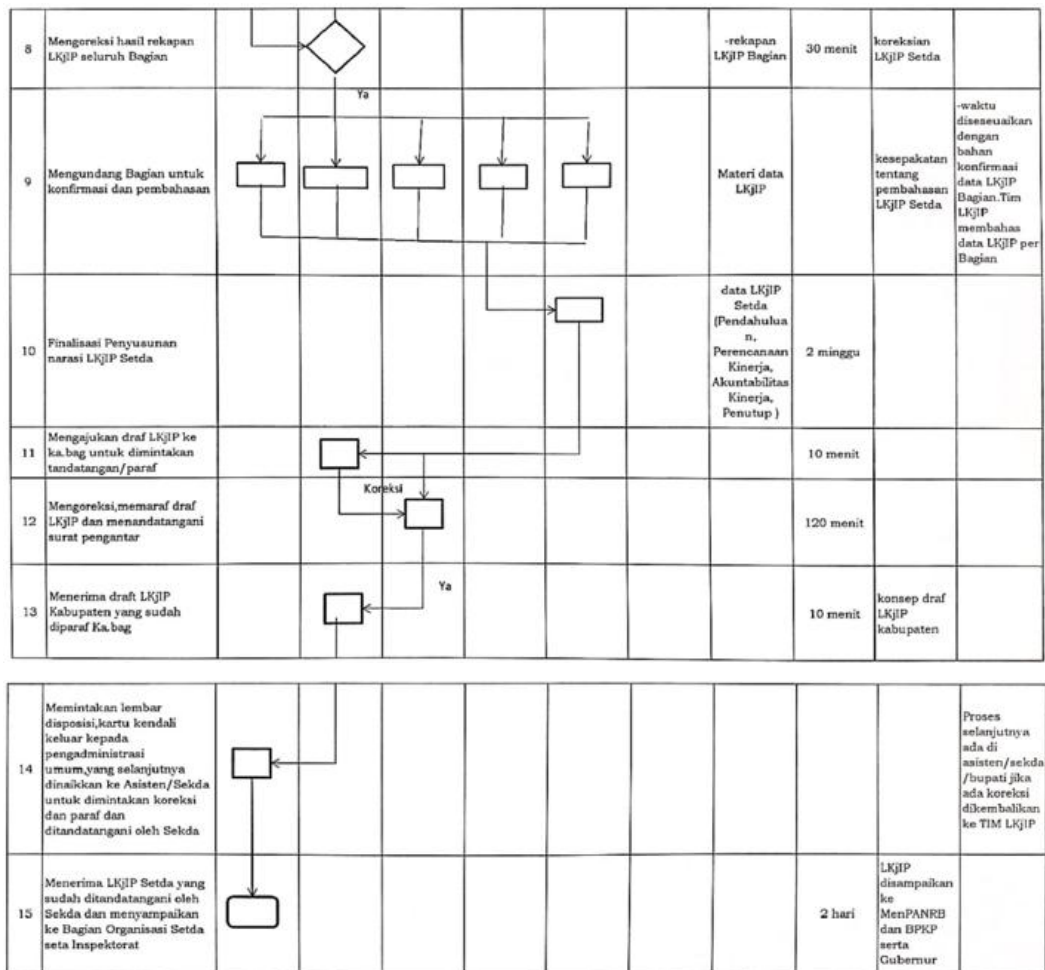 8
Mengoreksi hasil rekapan
LKjIP seluruh Bagian
-rekapan
LKjIP Bagian
30 menit
koreksian
LKjIP Setda
Ya
9
Mengundang Bagian untuk
konfirmasi dan pembahasan
Materi data
LKjIP
kesepakatan
tentang
pembahasan
LKjIP Setda
-waktu
diseseuaikan
dengan
bahan
konfirmasi
data LKjIP
Bagian.Tim
LKjIP
membahas
data LKjIP per
Bagian
10
Finalisasi Penyusunan
narasi LKjIP Setda
data LKjIP
Setda
(Pendahulua
n,
Perencanaan
Kinerja,
Akuntabilitas
Kinerja,
Penutup )
2 minggu
11
Mengajukan draf LKjIP ke
ka.bag untuk dimintakan
tandatangan/paraf
10 menit
Koreksi
12
Mengoreksi,memaraf draf
LKjIP dan menandatangani
surat pengantar
120 menit
Ya
13
Menerima draft LKjIP
Kabupaten yang sudah
diparaf Ka.bag
10 menit
konsep draf
LKjIP
kabupaten
14
Memintakan lembar
disposisi,kartu kendali
keluar kepada
pengadministrasi
umum,yang selanjutnya
dinaikkan ke Asisten/Sekda
untuk dimintakan koreksi
dan paraf dan
ditandatangani oleh Sekda
Proses
selanjutnya
ada di
asisten/sekda
/bupati jika
ada koreksi
dikembalikan
ke TIM LKjIP
15
Menerima LKjIP Setda yang
sudah ditandatangani oleh
Sekda dan menyampaikan
ke Bagian Organisasi Setda
seta Inspektorat
2 hari
LKjIP
disampaikan
ke
MenPANRB
dan BPKP
serta
Gubernur